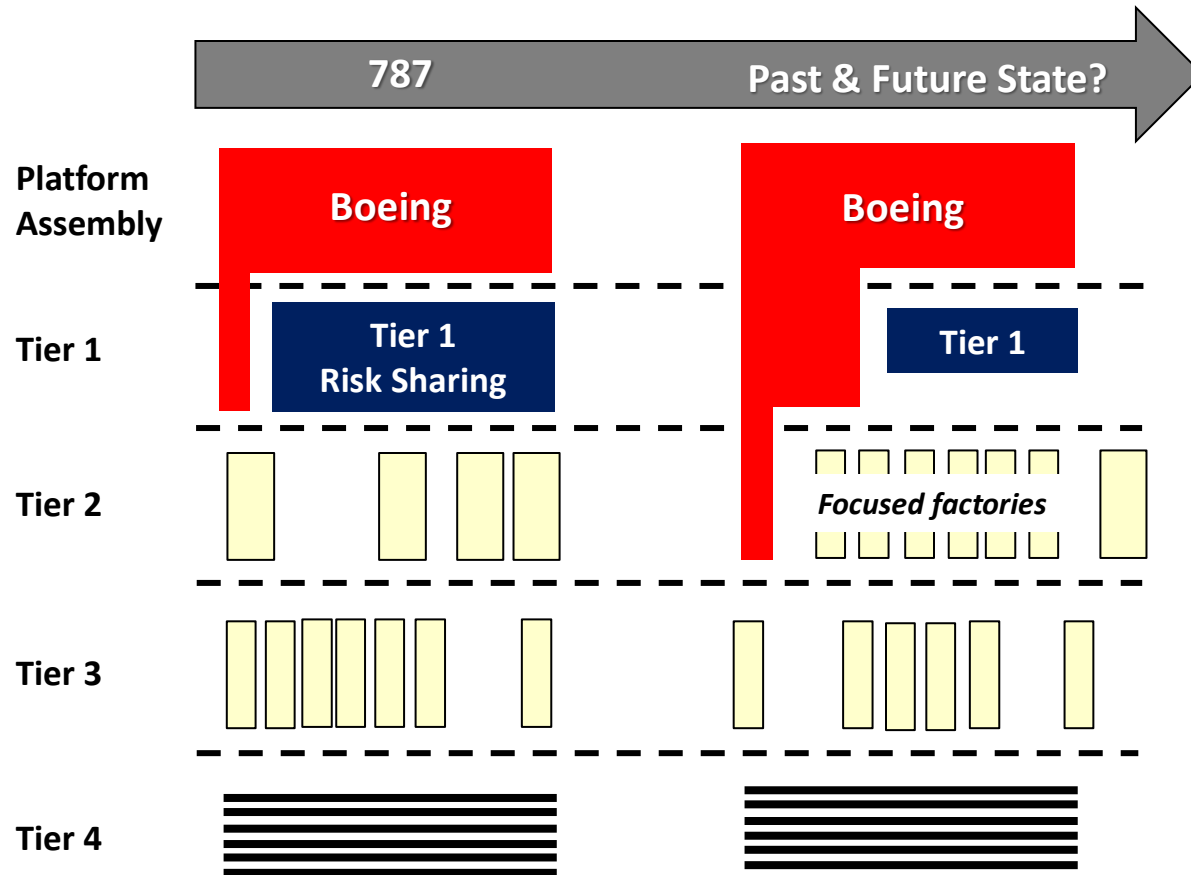 787
Past & Future State?
Platform
Assembly
Boeing
Boeing
Tier 1
Tier 1
Risk Sharing
Tier 1
Tier 2
Focused factories
Tier 3
Tier 4